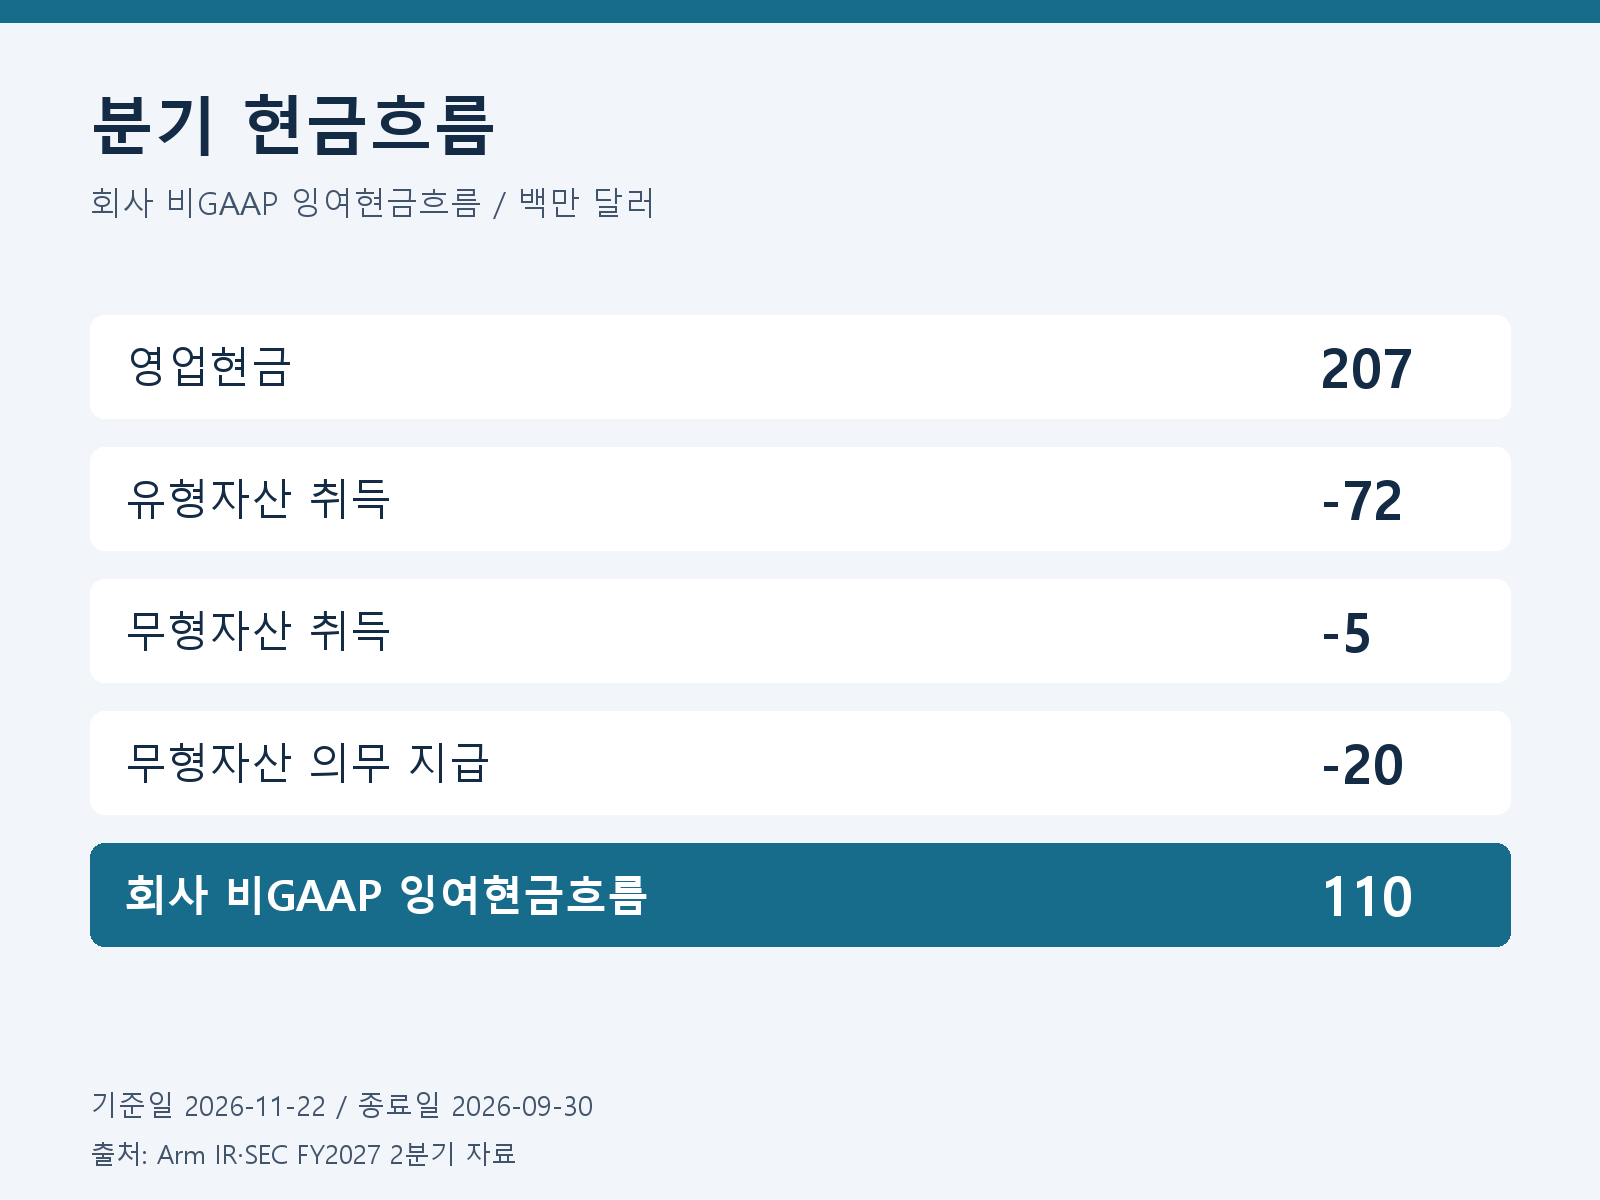 분기 현금흐름
회사 비GAAP 잉여현금흐름 / 백만 달러
영업현금 207
유형자산 취득 -72
무형자산 취득 -5
무형자산 의무 지급 -20
회사 비GAAP 잉여현금흐름 110
기준일 2026-11-22 / 종료일 2026-09-30
출처: Arm IR·SEC FY2027 2분기 자료